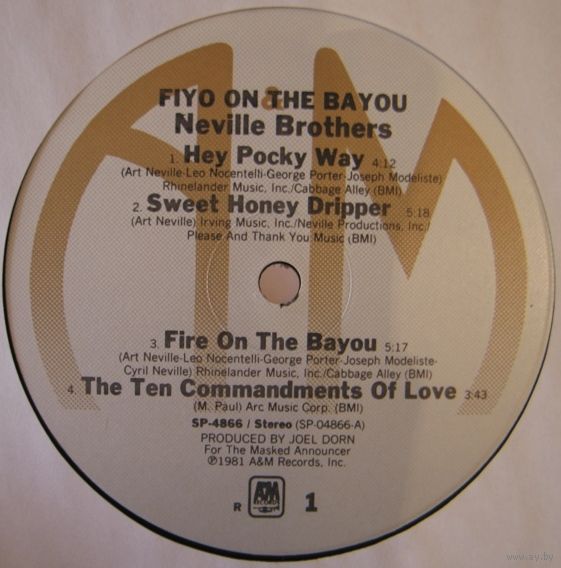 FIYO ON THE BAYOU
Neville Brothers
1. Hey Pocky Way 4:12
(Art Neville-Leo Nocentelli-George Porter-Joseph Modeliste)
Rhinelander Music, Inc./Cabbage Alley (BMI)
2. Sweet Honey Dripper 5:18
(Art Neville) Irving Music, Inc./Neville Productions, Inc./
Please And Thank You Music (BMI)
3. Fire On The Bayou 5:17
(Art Neville-Leo Nocentelli-George Porter-Joseph Modeliste-
Cyril Neville) Rhinelander Music, Inc./Cabbage Alley (BMI)
4. The Ten Commandments Of Love 3:43
(M. Paul) Arc Music Corp. (BMI)
SP-4866 / Stereo (SP-04866-A)
PRODUCED BY JOEL DORN
For The Masked Announcer
℗1981 A&M Records, Inc.
R A&M RECORDS 1
A&M
www.ay.by